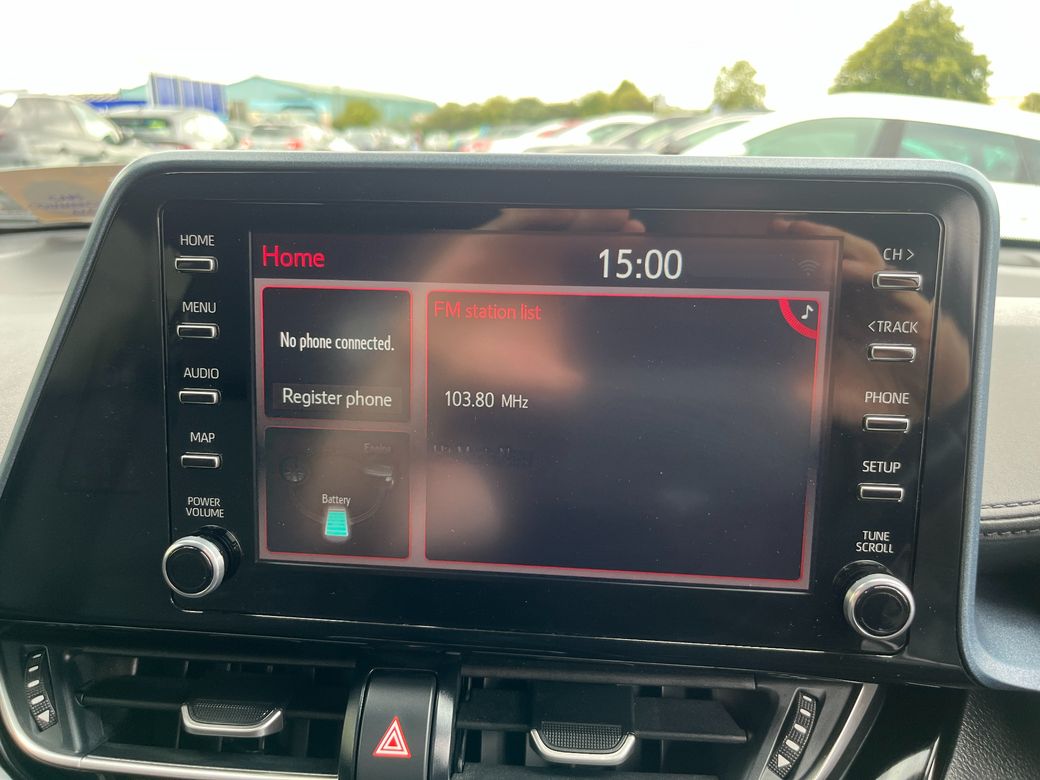 HOME
MENU
AUDIO
MAP
POWER
VOLUME
Home
15:00
No phone connected.
Register phone
Engine
Battery
FM station list
103.80 MHz
CH >
< TRACK
PHONE
SETUP
TUNE
SCROLL